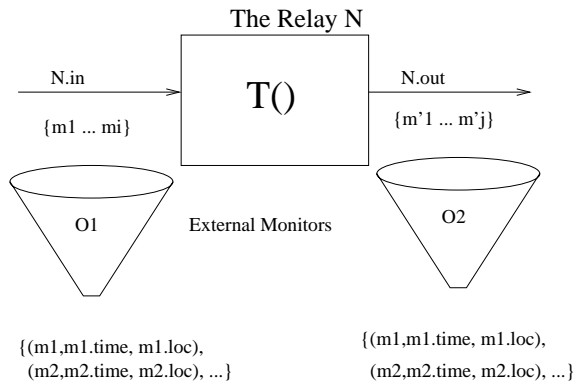 The Relay N
N.in
T()
N.out
{m1 ... mi}
{m'1 ... m'j}
O1
External Monitors
O2
{(m1,m1.time, m1.loc),
(m2,m2.time, m2.loc), ...}
{(m1,m1.time, m1.loc),
(m2,m2.time, m2.loc), ...}